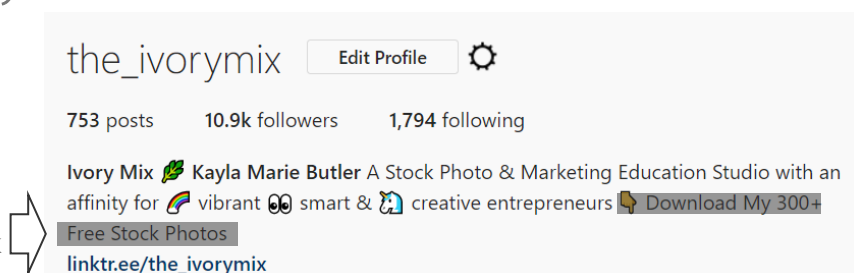 the_ivorymix Edit Profile
753 posts 10.9k followers 1,794 following
Ivory Mix 🌿 Kayla Marie Butler A Stock Photo & Marketing Education Studio with an
affinity for 🌈 vibrant 👀 smart & 🦄 creative entrepreneurs 👇🏾 Download My 300+
Free Stock Photos
linktr.ee/the_ivorymix